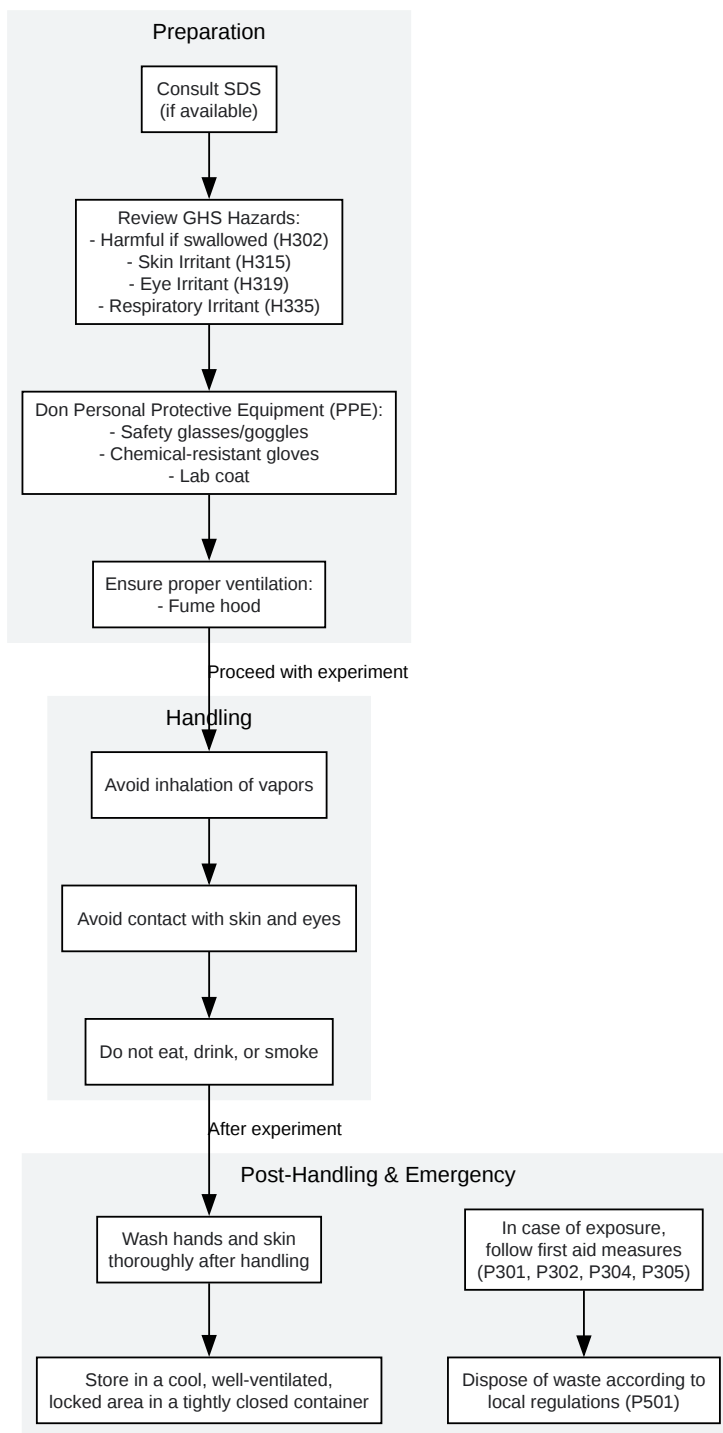 Preparation
Consult SDS
(if available)
Review GHS Hazards:
- Harmful if swallowed (H302)
- Skin Irritant (H315)
- Eye Irritant (H319)
- Respiratory Irritant (H335)
Don Personal Protective Equipment (PPE):
- Safety glasses/goggles
- Chemical-resistant gloves
- Lab coat
Ensure proper ventilation:
- Fume hood
Proceed with experiment
Handling
Avoid inhalation of vapors
Avoid contact with skin and eyes
Do not eat, drink, or smoke
After experiment
Post-Handling & Emergency
Wash hands and skin
thoroughly after handling
In case of exposure,
follow first aid measures
(P301, P302, P304, P305)
Store in a cool, well-ventilated,
locked area in a tightly closed container
Dispose of waste according to
local regulations (P501)